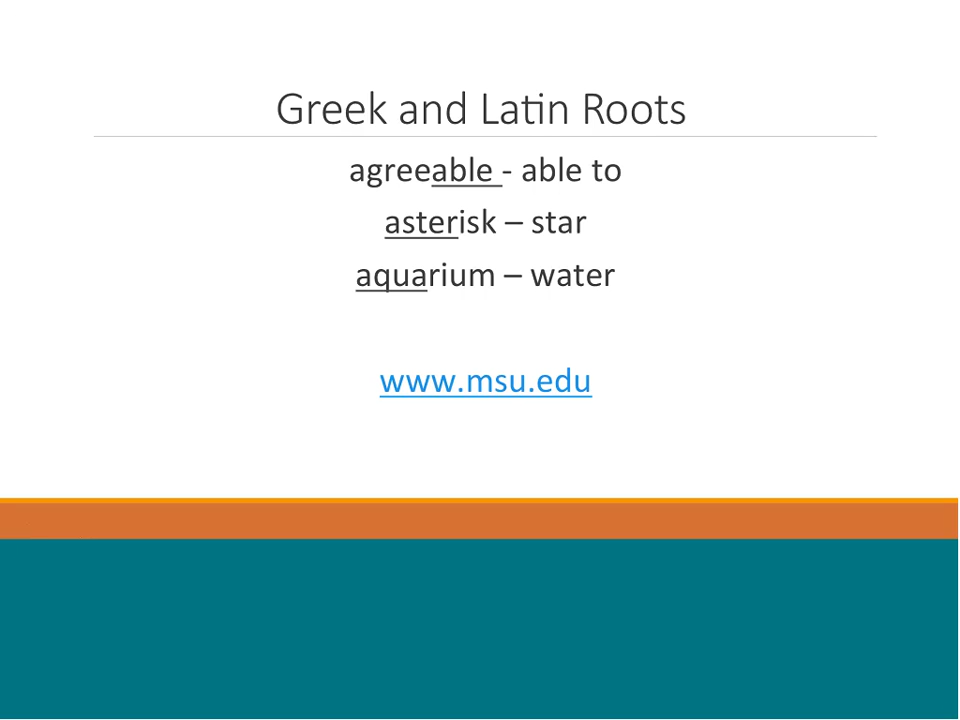 Greek and Latin Roots
agreeable - able to
asterisk – star
aquarium – water
www.msu.edu